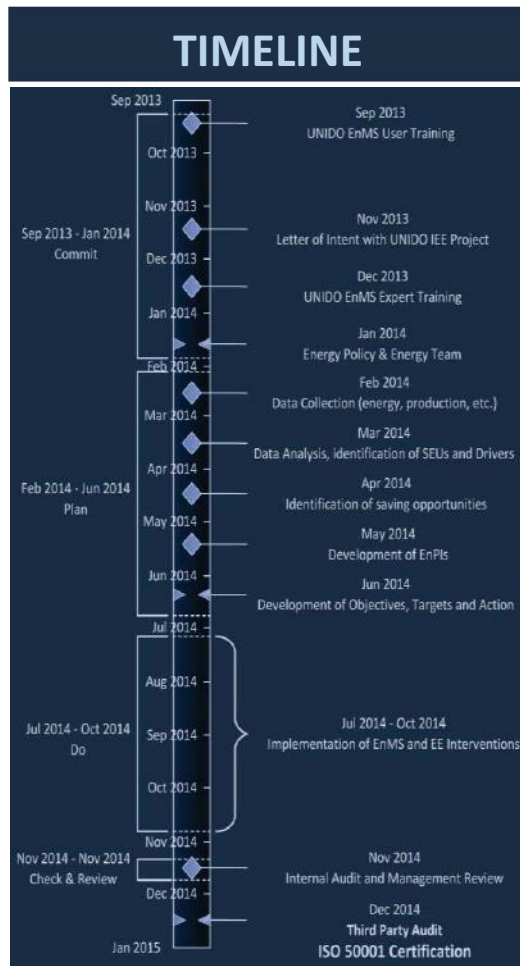 TIMELINE
Sep 2013
Sep 2013
UNIDO EnMS User Training
Oct 2013
Nov 2013
Nov 2013
Letter of Intent with UNIDO IEE Project
Sep 2013 - Jan 2014
Commit
Dec 2013
Dec 2013
UNIDO EnMS Expert Training
Jan 2014
Jan 2014
Energy Policy & Energy Team
Feb 2014
Feb 2014
Data Collection (energy, production, etc.)
Mar 2014
Mar 2014
Data Analysis, identification of SEUs and Drivers
Apr 2014
Apr 2014
Identification of saving opportunities
Feb 2014 - Jun 2014
Plan
May 2014
May 2014
Development of EnPIs
Jun 2014
Jun 2014
Development of Objectives, Targets and Action
Jul 2014
Aug 2014
Jul 2014 - Oct 2014
Do
Sep 2014
Jul 2014 - Oct 2014
Implementation of EnMS and EE Interventions
Oct 2014
Nov 2014
Nov 2014 - Nov 2014
Check & Review
Nov 2014
Internal Audit and Management Review
Dec 2014
Dec 2014
Third Party Audit
ISO 50001 Certification
Jan 2015